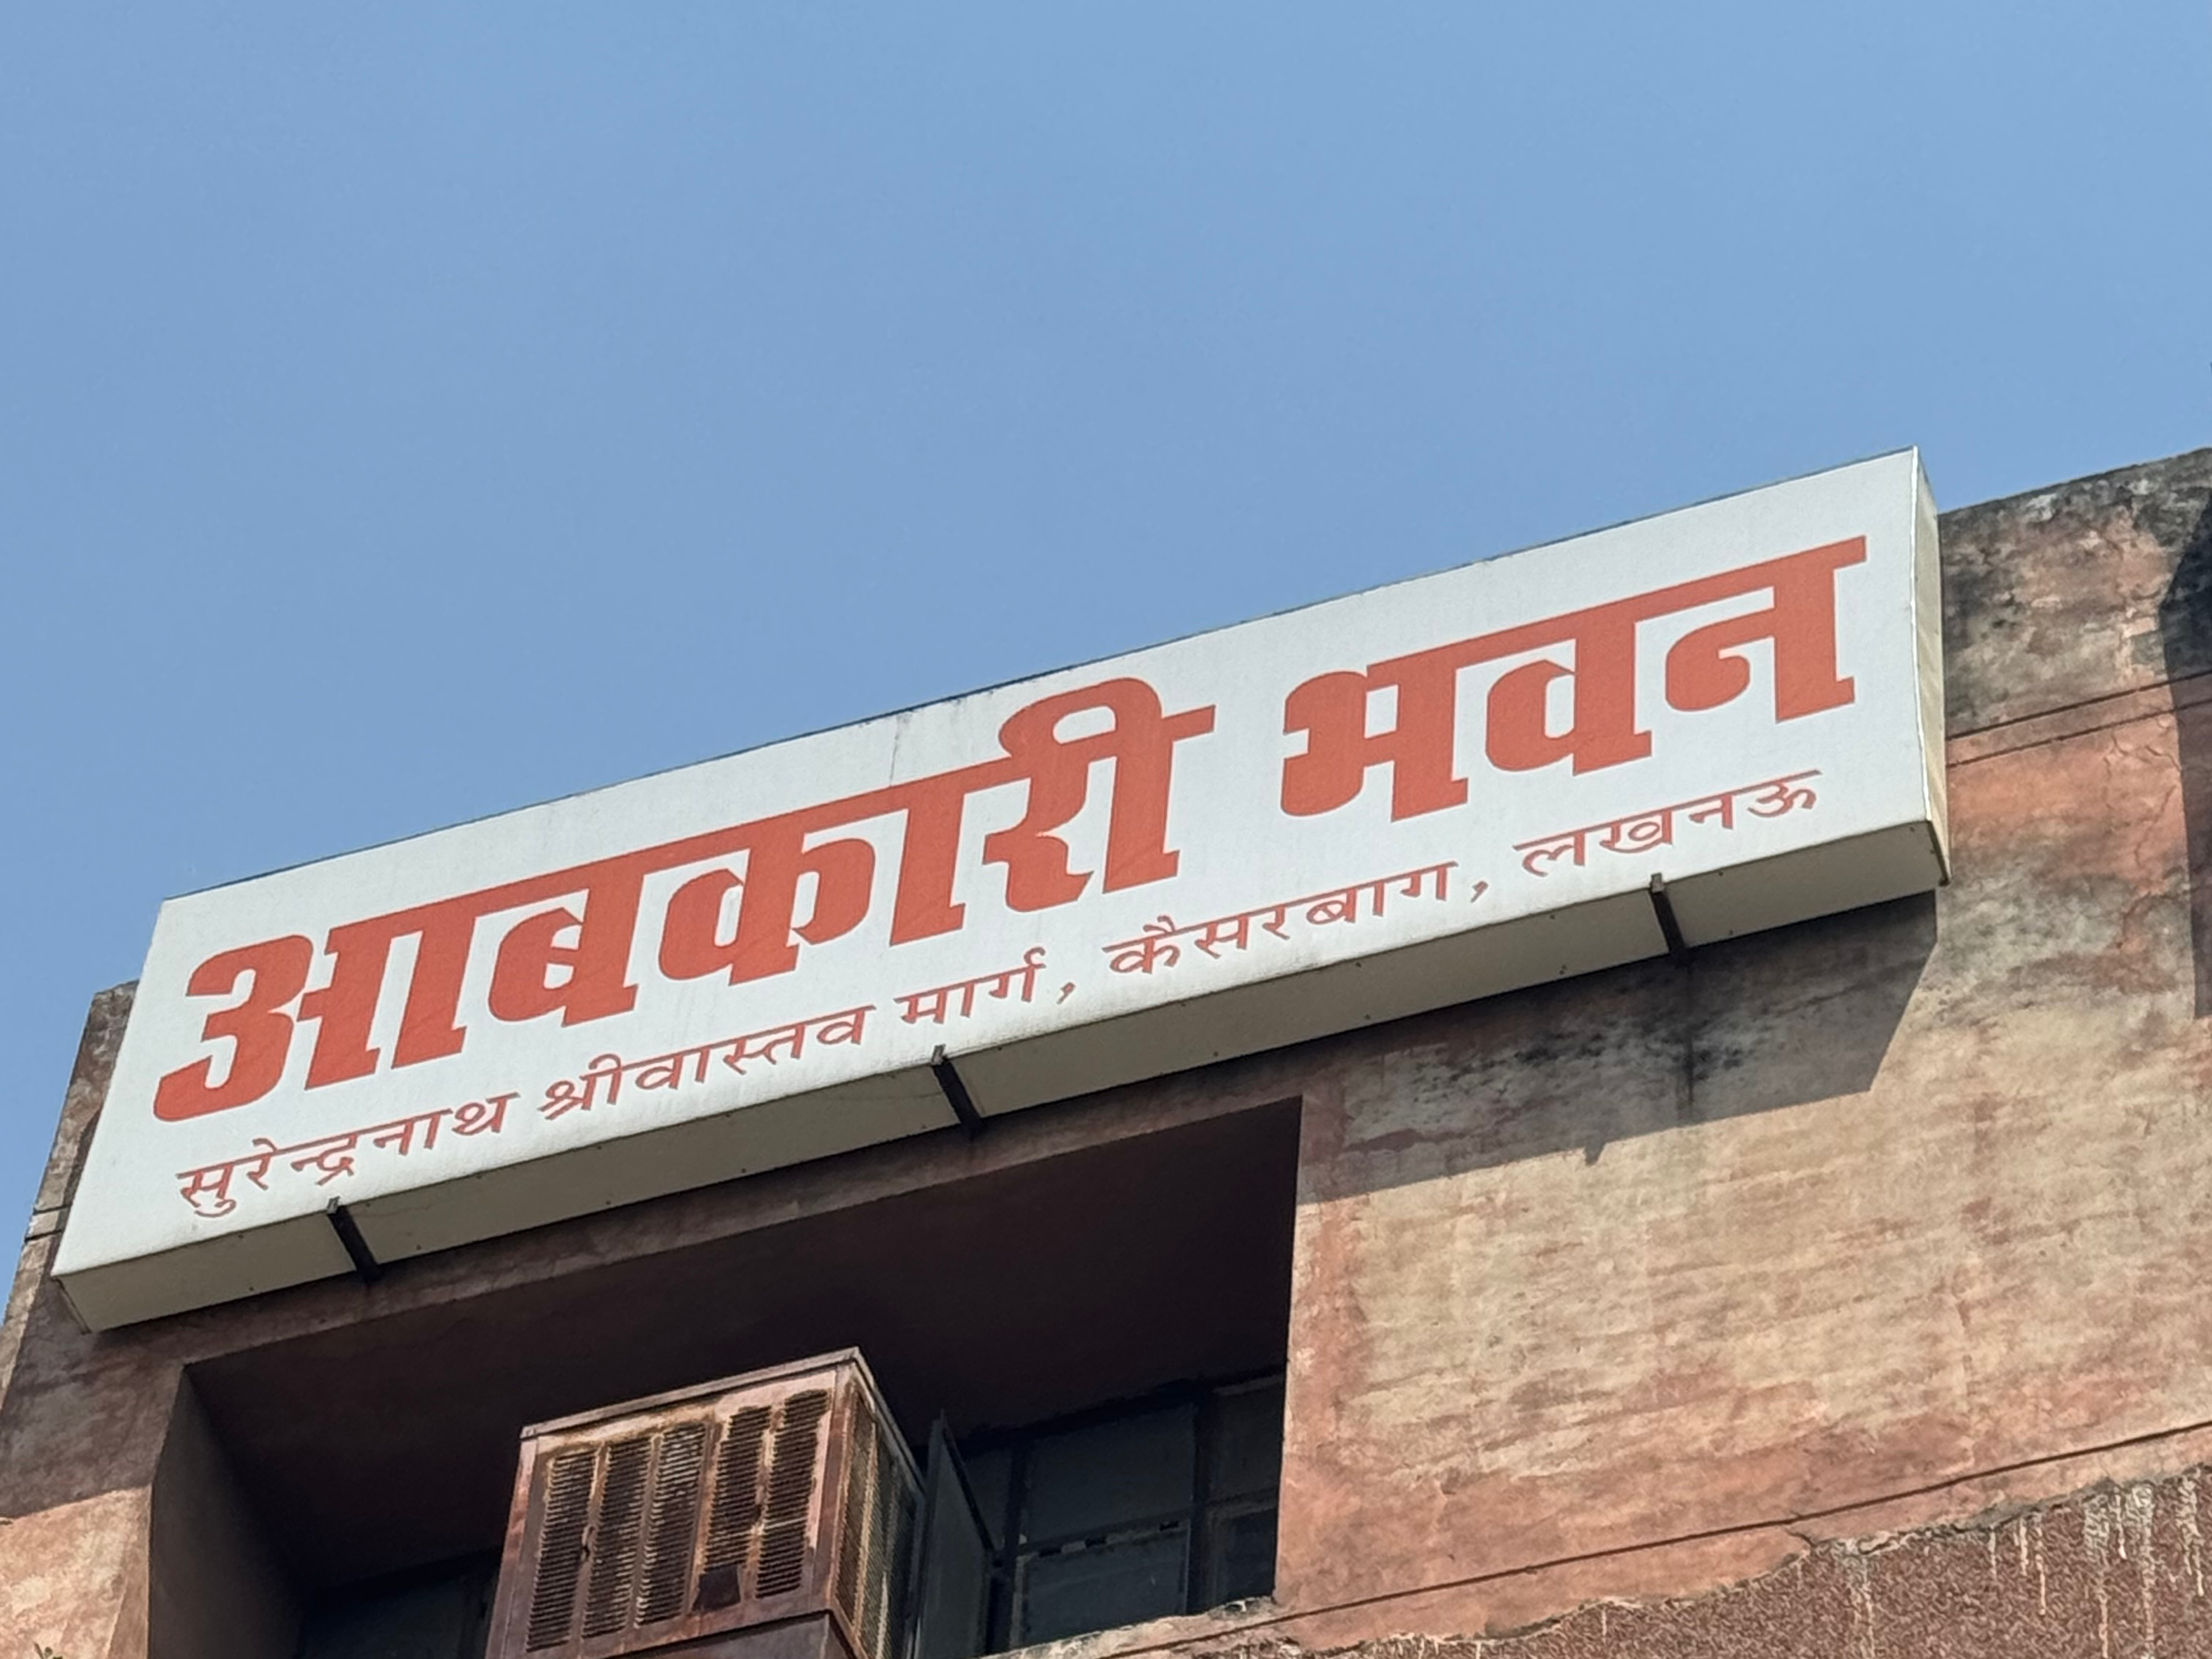 आबकारी भवन
सुरेन्द्रनाथ श्रीवास्तव मार्ग, कैसरबाग, लखनऊ